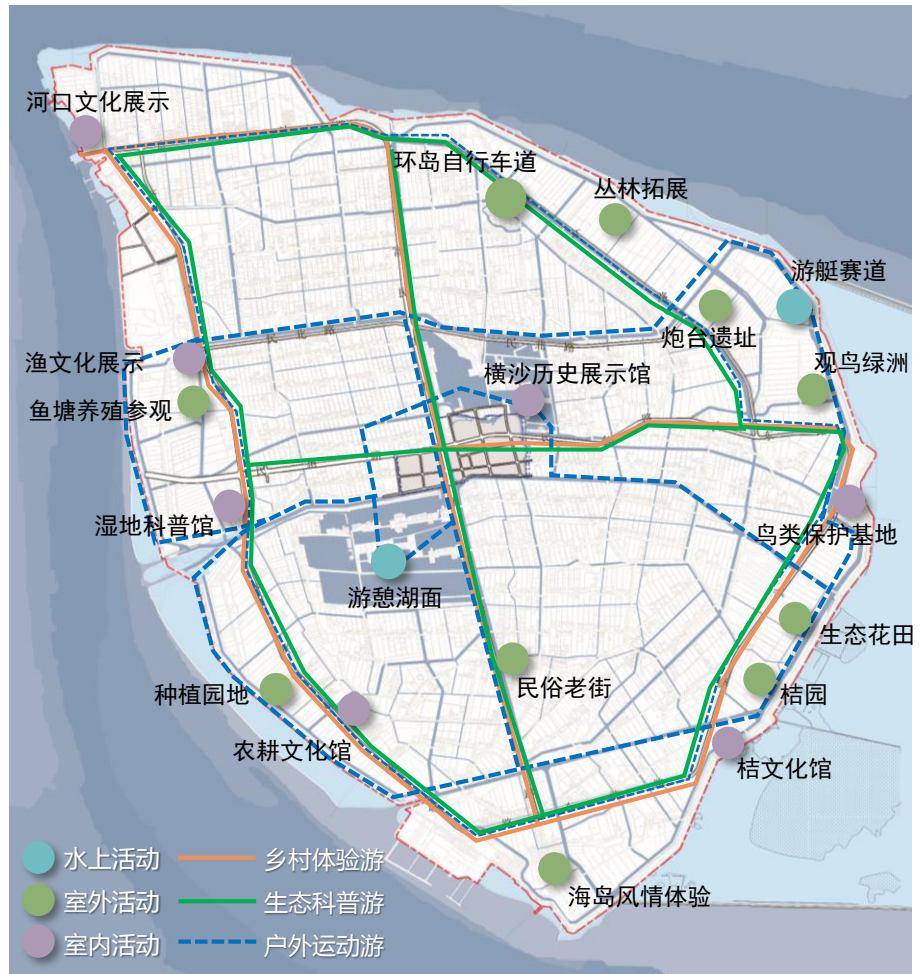 河口文化展示
环岛自行车道
丛林拓展
游艇赛道
炮台遗址
渔文化展示
民北路
民北路
横沙历史展示馆
观鸟绿洲
鱼塘养殖参观
湿地科普馆
鸟类保护基地
游憩湖面
生态花田
种植园地
民俗老街
桔园
农耕文化馆
桔文化馆
海岛风情体验
水上活动
乡村体验游
室外活动
生态科普游
室内活动
户外运动游